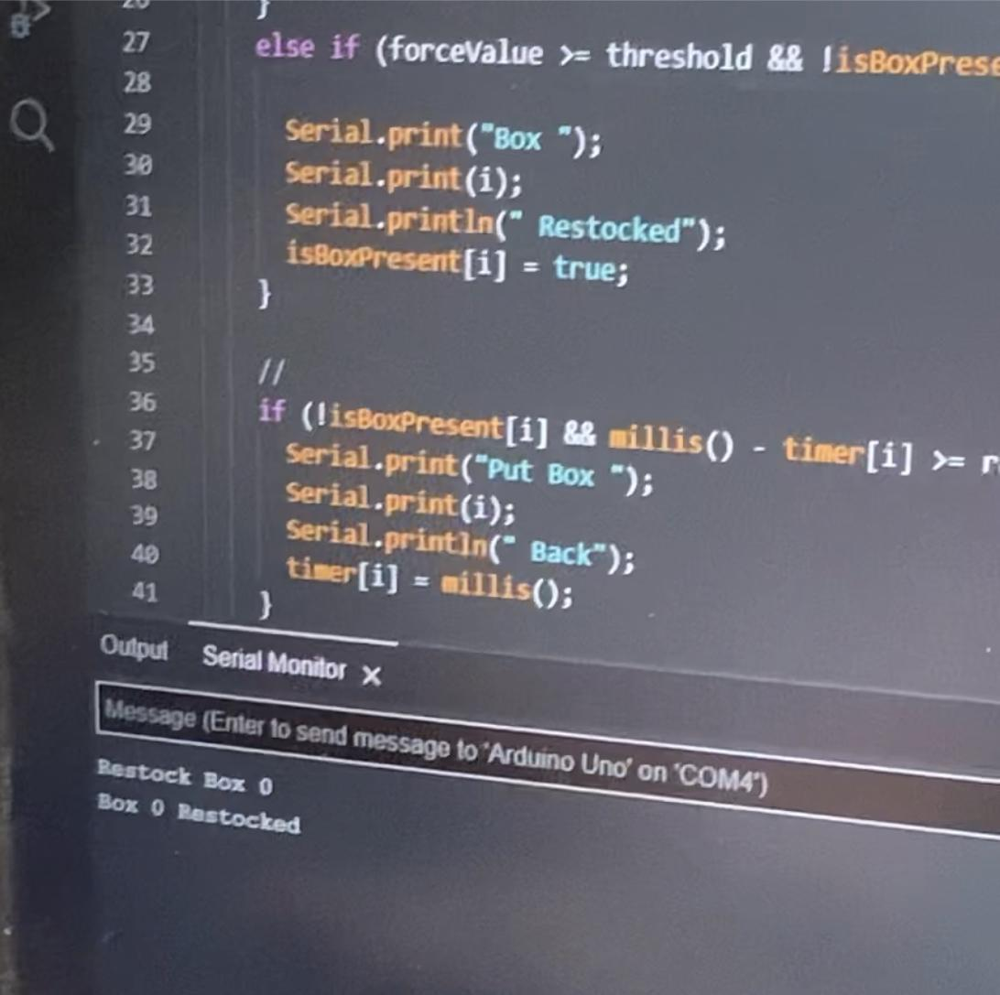 }
27 else if (forceValue >= threshold && !isBoxPrese
28
29 Serial.print("Box ");
30 Serial.print(i);
31 Serial.println(" Restocked");
32 isBoxPresent[i] = true;
33 }
34
35 //
36 if (!isBoxPresent[i] && millis() - timer[i] >= r
37 Serial.print("Put Box ");
38 Serial.print(i);
39 Serial.println(" Back");
40 timer[i] = millis();
41 }
Output Serial Monitor X
Message (Enter to send message to 'Arduino Uno' on 'COM4')
Restock Box 0
Box 0 Restocked